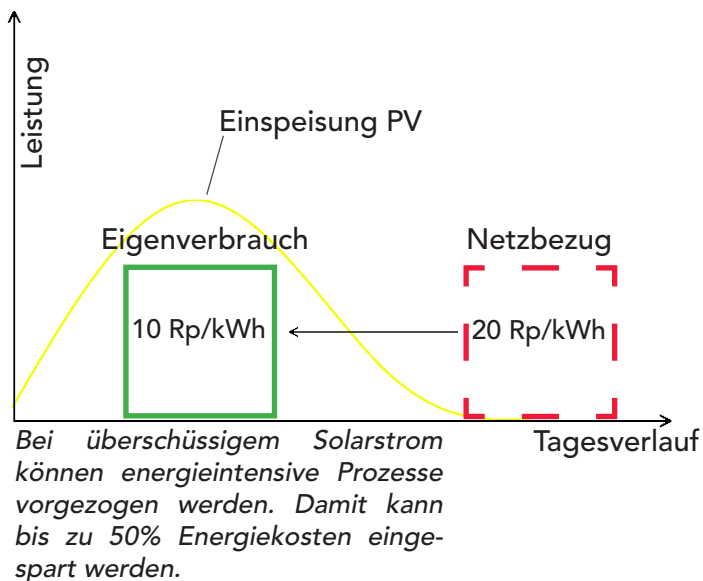 Leistung
Einspeisung PV
Eigenverbrauch
Netzbezug
10 Rp/kWh
20 Rp/kWh
Tagesverlauf
Bei überschüssigem Solarstrom
können energieintensive Prozesse
vorgezogen werden. Damit kann
bis zu 50% Energiekosten einge-
spart werden.